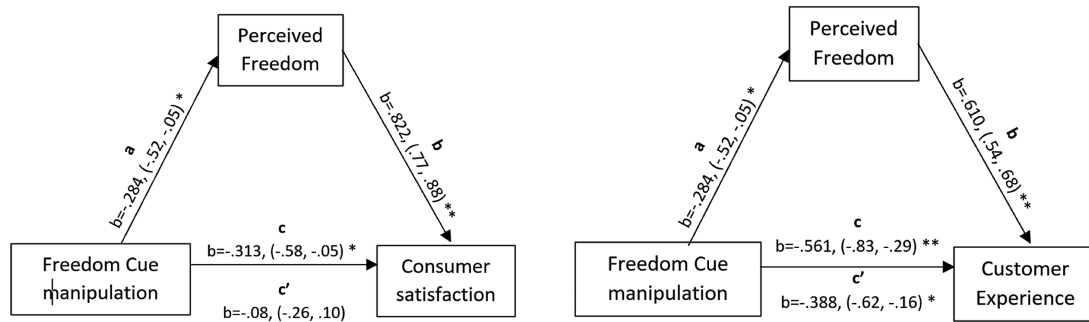 Perceived
Freedom
a
b=-.284, (-.52, -.05) *
b
b=.822, (.77, .88) **
Freedom Cue
manipulation
c
b=-.313, (-.58, -.05) *
c’
b=-.08, (-.26, .10)
Consumer
satisfaction
Perceived
Freedom
a
b=-.284, (-.52, -.05) *
b
b=.610, (.54, .68) **
Freedom Cue
manipulation
c
b=-.561, (-.83, -.29) **
c’
b=-.388, (-.62, -.16) *
Customer
Experience